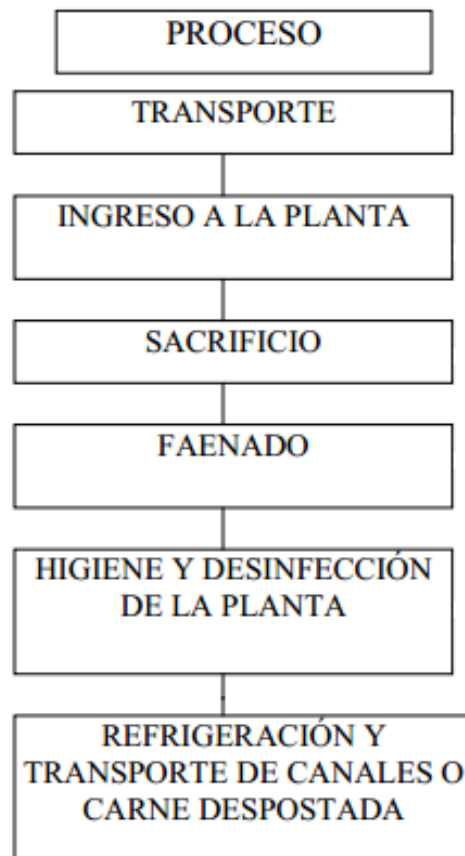 PROCESO
TRANSPORTE
INGRESO A LA PLANTA
SACRIFICIO
FAENADO
HIGIENE Y DESINFECCIÓN
DE LA PLANTA
REFRIGERACIÓN Y
TRANSPORTE DE CANALES O
CARNE DESPOSTADA